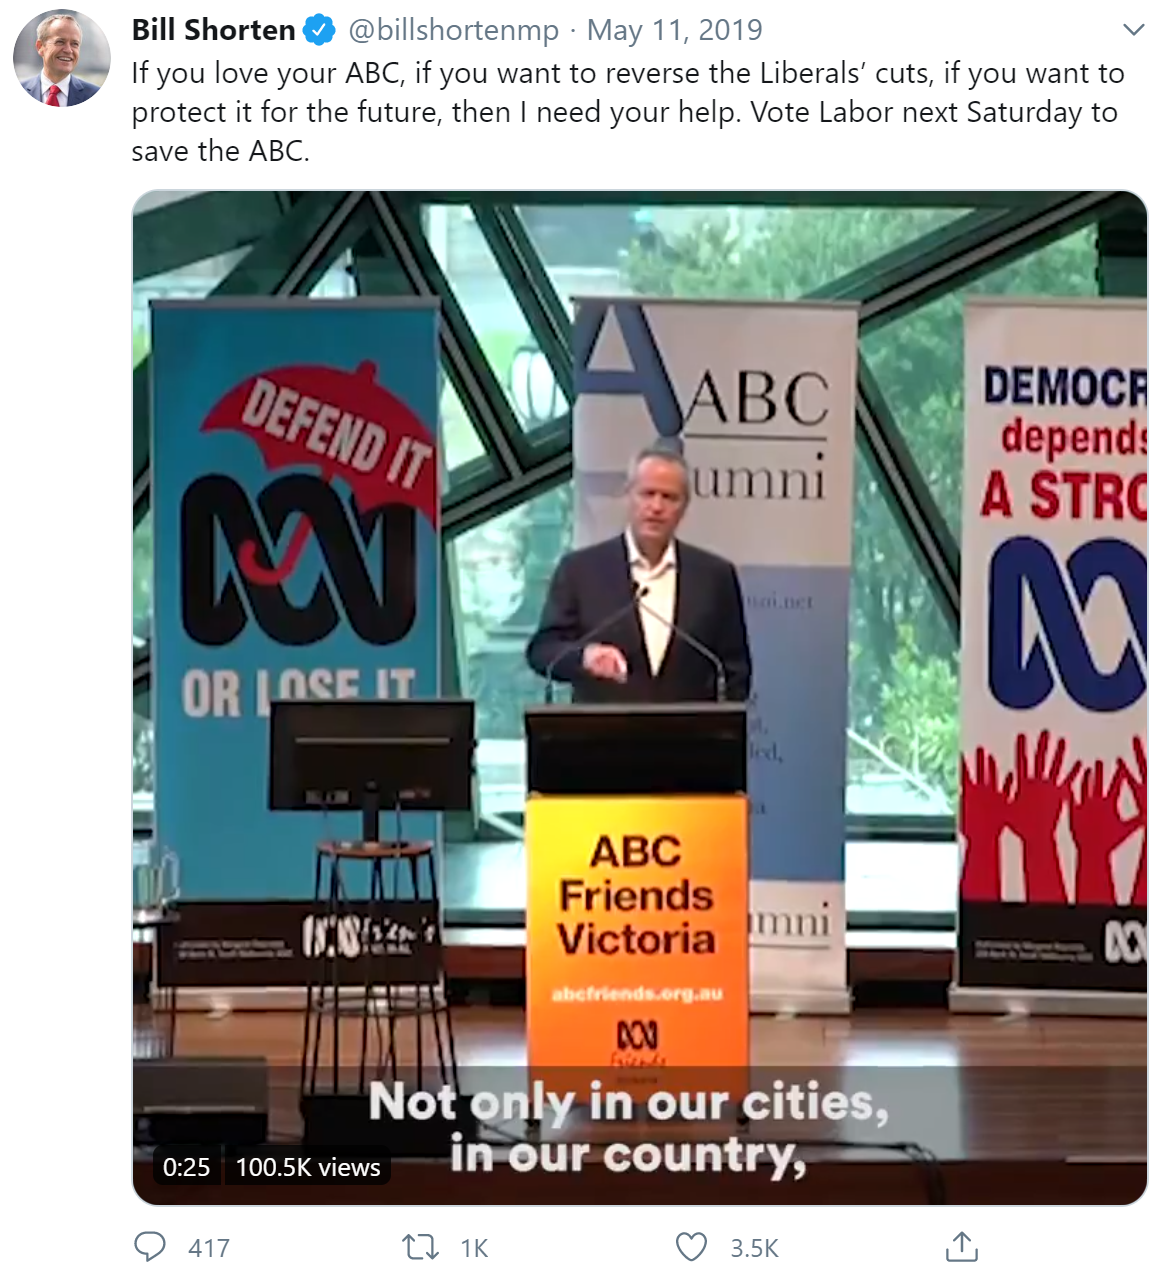 Bill Shorten @billshortenmp · May 11, 2019
If you love your ABC, if you want to reverse the Liberals’ cuts, if you want to
protect it for the future, then I need your help. Vote Labor next Saturday to
save the ABC.
DEFEND IT
OR LOSE IT
ABC
umni
umni
DEMOCR
depends
A STRO
ABC
Friends
Victoria
abcfriends.org.au
Friends
Not only in our cities,
in our country,
0:25 100.5K views
417 1K 3.5K